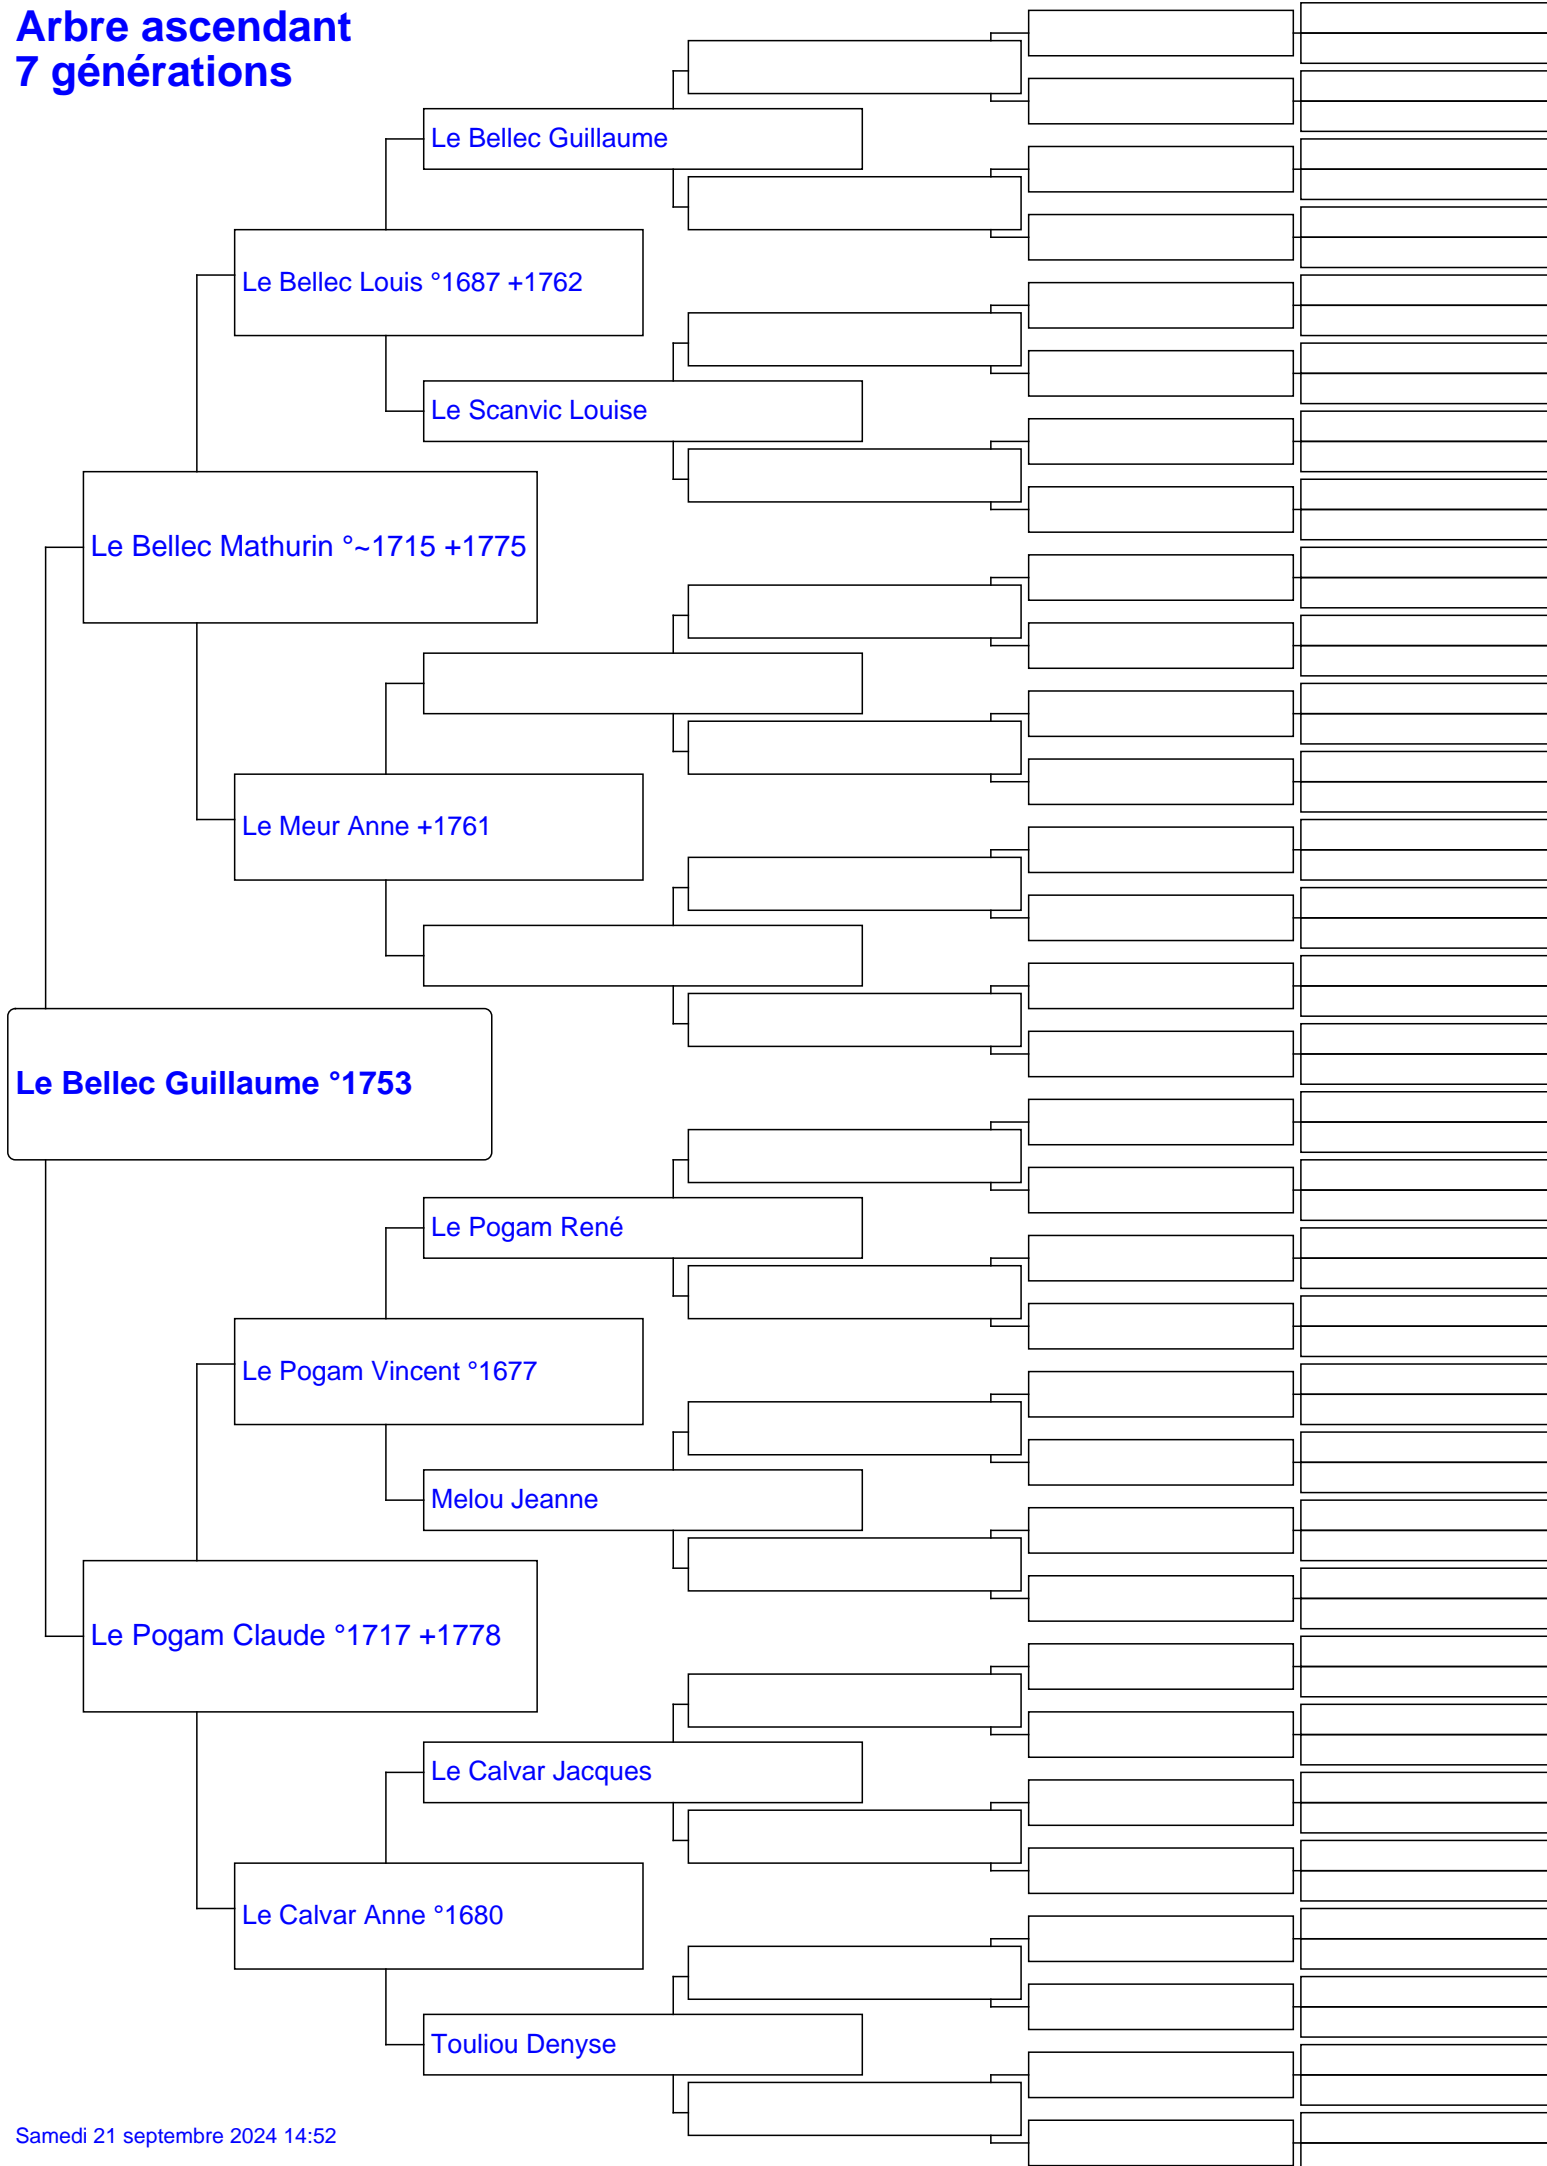 Arbre ascendant
7 générations
Le Bellec Guillaume
Le Bellec Louis °1687 +1762
Le Scanvic Louise
Le Bellec Mathurin °~1715 +1775
Le Meur Anne +1761
Le Bellec Guillaume °1753
Le Pogam René
Le Pogam Vincent °1677
Melou Jeanne
Le Pogam Claude °1717 +1778
Le Calvar Jacques
Le Calvar Anne °1680
Touliou Denyse
Samedi 21 septembre 2024 14:52